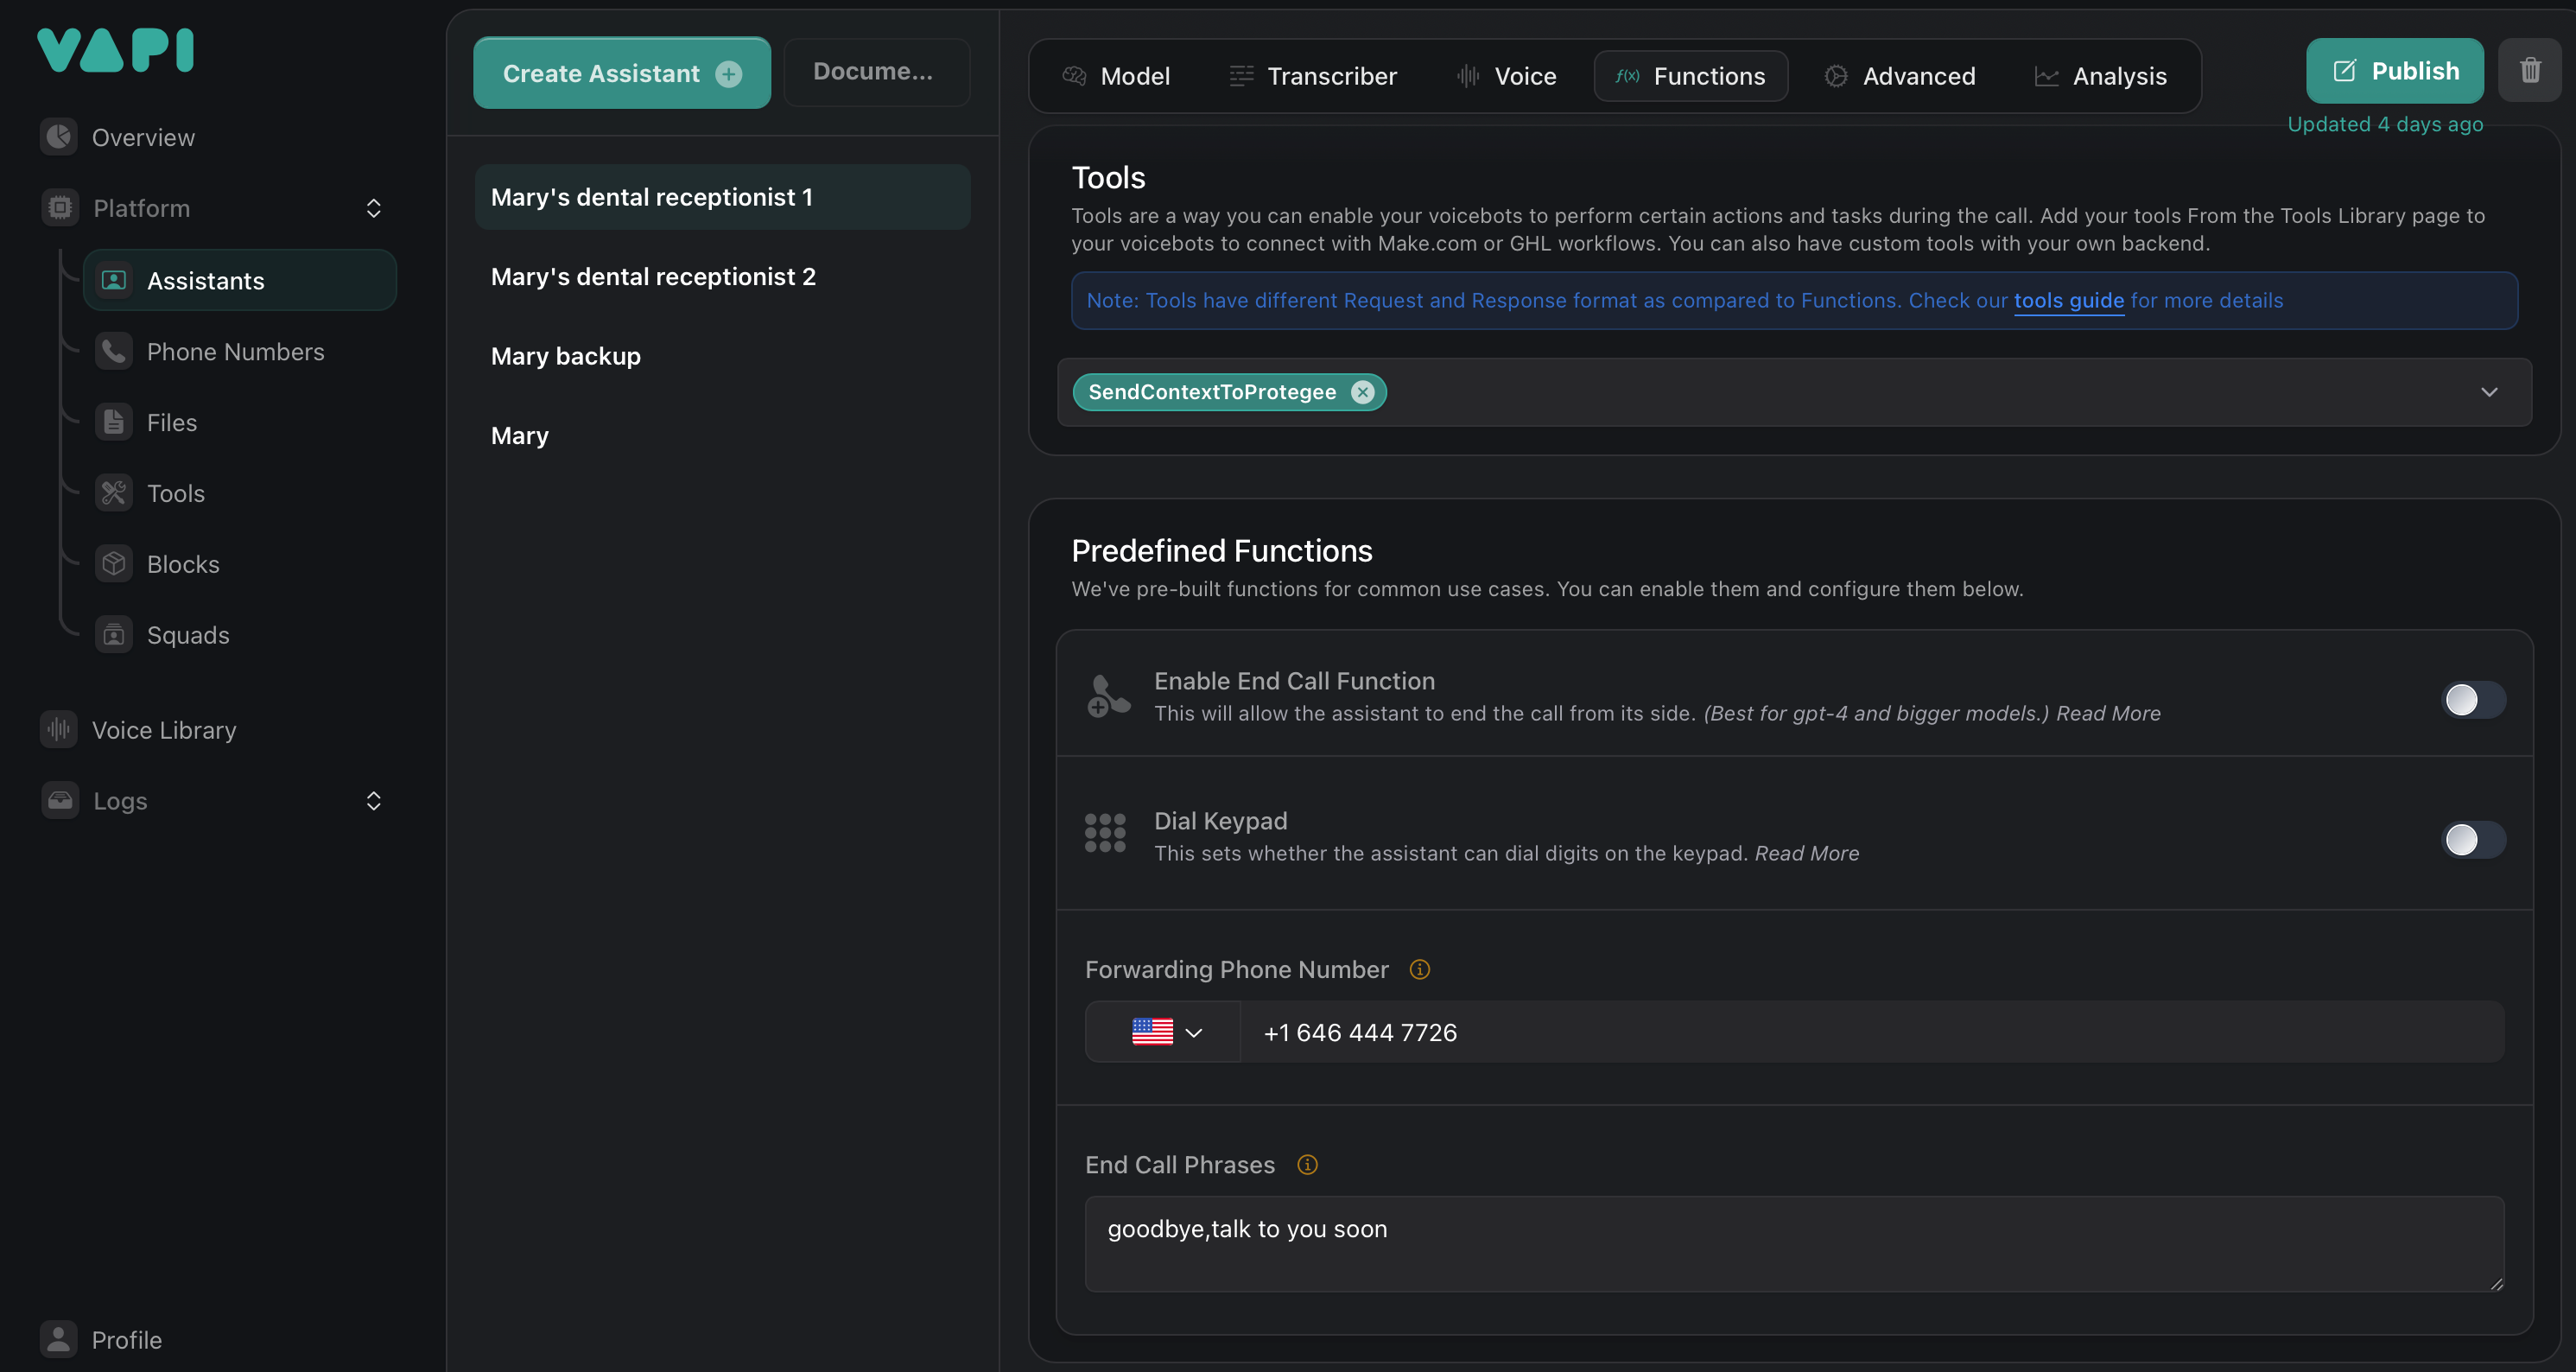 VAPI
Overview
Platform
Assistants
Phone Numbers
Files
Tools
Blocks
Squads
Voice Library
Logs
Profile
Create Assistant
Docume...
Mary's dental receptionist 1
Mary's dental receptionist 2
Mary backup
Mary
Model
Transcriber
Voice
f(x) Functions
Advanced
Analysis
Publish
Updated 4 days ago
Tools
Tools are a way you can enable your voicebots to perform certain actions and tasks during the call. Add your tools From the Tools Library page to
your voicebots to connect with Make.com or GHL workflows. You can also have custom tools with your own backend.
Note: Tools have different Request and Response format as compared to Functions. Check our tools guide for more details
SendContextToProtegee
Predefined Functions
We've pre-built functions for common use cases. You can enable them and configure them below.
Enable End Call Function
This will allow the assistant to end the call from its side. (Best for gpt-4 and bigger models.) Read More
Dial Keypad
This sets whether the assistant can dial digits on the keypad. Read More
Forwarding Phone Number
+1 646 444 7726
End Call Phrases
goodbye,talk to you soon